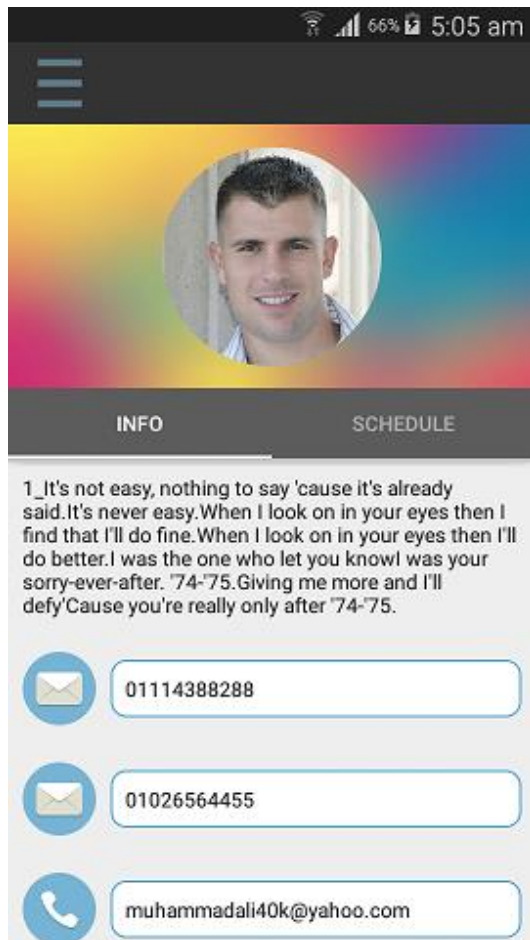 66% 5:05 am
INFO SCHEDULE
1_It's not easy, nothing to say 'cause it's already
said.It's never easy.When I look on in your eyes then I
find that I'll do fine.When I look on in your eyes then I'll
do better.I was the one who let you knowI was your
sorry-ever-after. '74-'75.Giving me more and I'll
defy'Cause you're really only after '74-'75.
01114388288
01026564455
muhammadali40k@yahoo.com